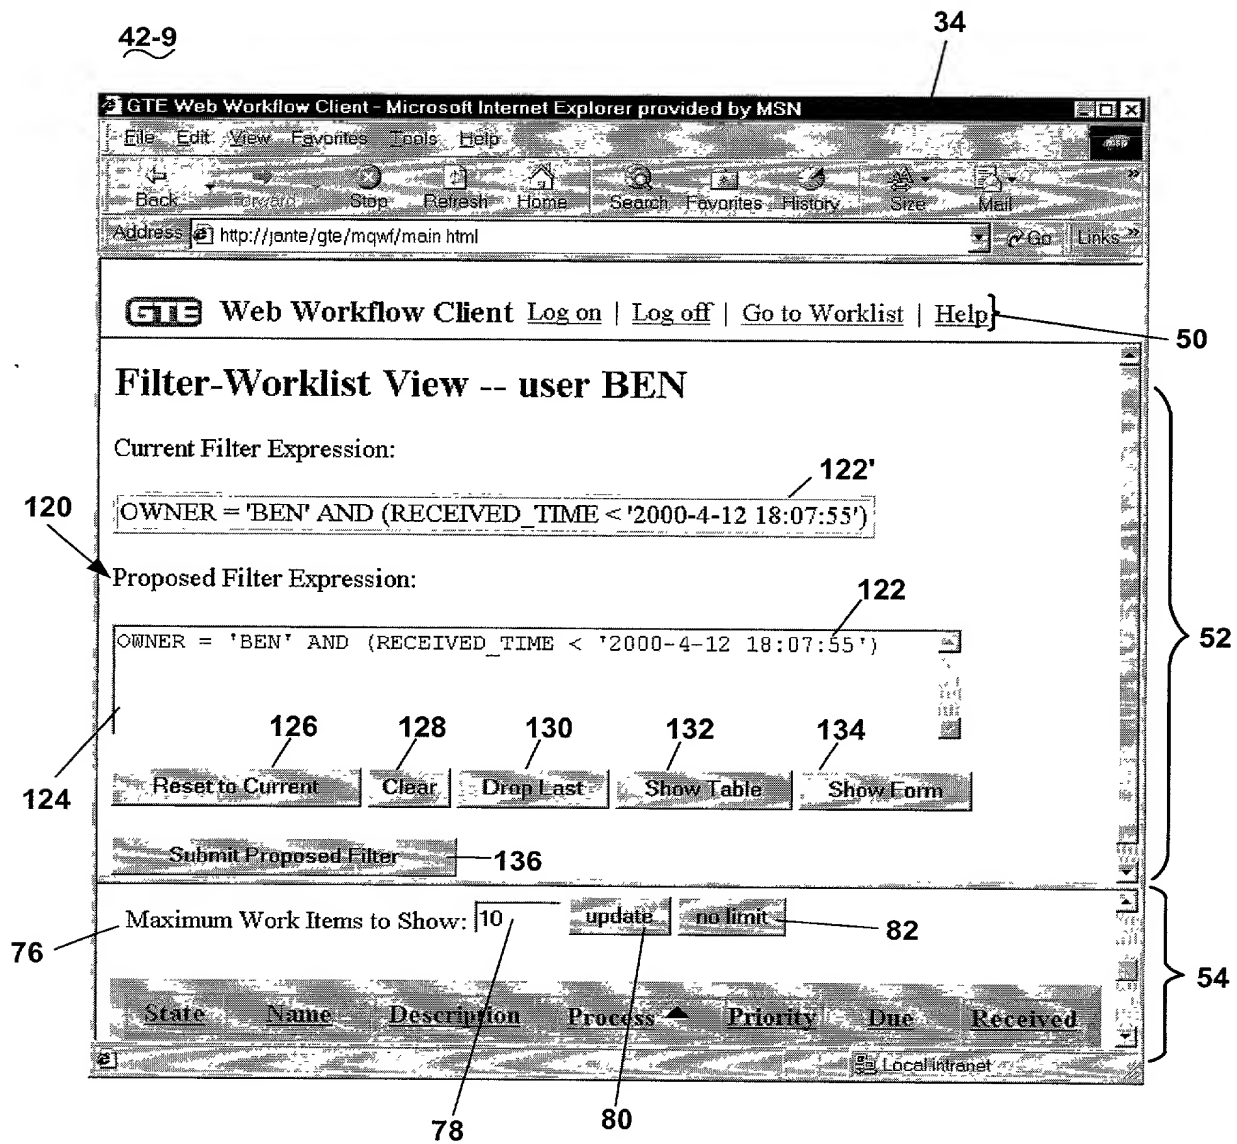 42-9
34
GTE Web Workflow Client - Microsoft Internet Explorer provided by MSN
File Edit View Favorites Tools Help
Back Forward Stop Refresh Home Search Favorites History Size Mail »
Address http://jante/gte/mqwf/main html Go Links »
GTE Web Workflow Client Log on | Log off | Go to Worklist | Help
50
Filter-Worklist View -- user BEN
Current Filter Expression:
122'
120
OWNER = 'BEN' AND (RECEIVED_TIME < '2000-4-12 18:07:55')
Proposed Filter Expression:
122
OWNER = 'BEN' AND (RECEIVED_TIME < '2000-4-12 18:07:55')
52
126 128 130 132 134
124
Reset to Current Clear Drop Last Show Table Show Form
Submit Proposed Filter 136
76
Maximum Work Items to Show: 10 update no limit
82
54
State Name Description Process Priority Due Received
Local intranet
78
80